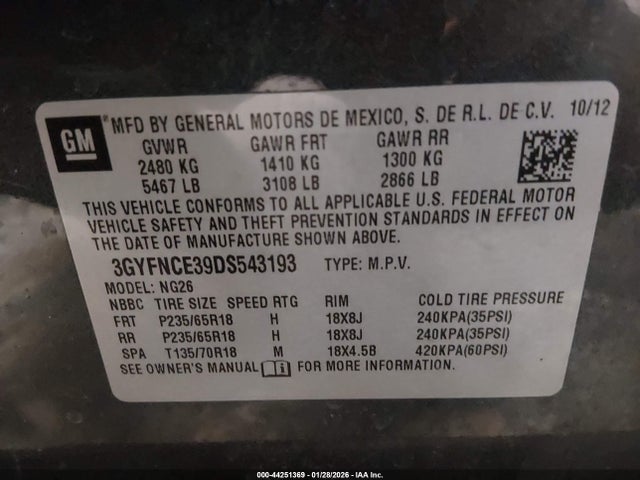 GM MFD BY GENERAL MOTORS DE MEXICO, S. DE R.L. DE C.V. 10/12
GVWR GAWR FRT GAWR RR
2480 KG 1410 KG 1300 KG
5467 LB 3108 LB 2866 LB
THIS VEHICLE CONFORMS TO ALL APPLICABLE U.S. FEDERAL MOTOR
VEHICLE SAFETY AND THEFT PREVENTION STANDARDS IN EFFECT ON
THE DATE OF MANUFACTURE SHOWN ABOVE.
3GYFNCE39DS543193 TYPE: M.P.V.
MODEL: NG26
NBBC TIRE SIZE SPEED RTG RIM COLD TIRE PRESSURE
FRT P235/65R18 H 18X8J 240KPA(35PSI)
RR P235/65R18 H 18X8J 240KPA(35PSI)
SPA T135/70R18 M 18X4.5B 420KPA(60PSI)
SEE OWNER'S MANUAL FOR MORE INFORMATION.
000-44251369 | 01/28/2026 - IAA Inc.